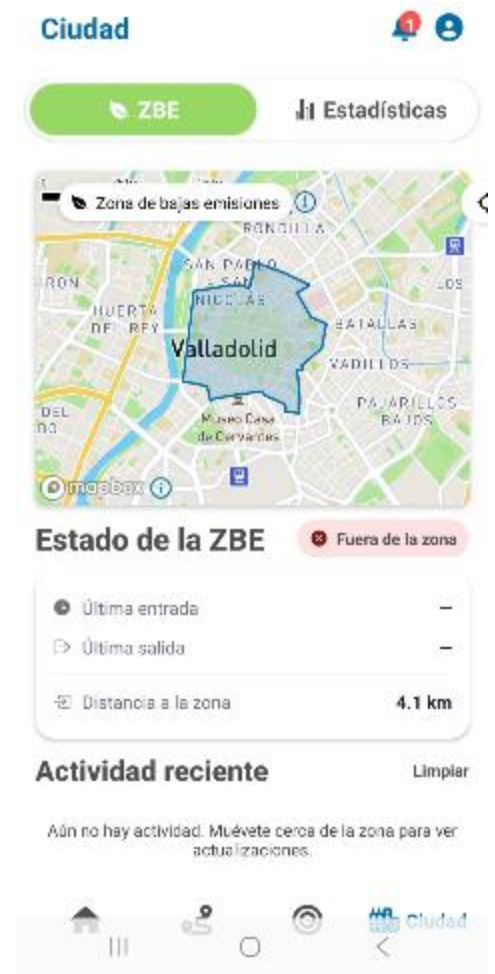 Ciudad
1
ZBE
Estadísticas
Zona de bajas emisiones
RONDILLA
SAN PABLO
SAN
NICOLAS
HUERTA
DEL REY
BATALLAS
Valladolid
VADILLOS
PAJARILLOS
BAJOS
Museo Casa
de Cervantes
mapbox
Estado de la ZBE
Fuera de la zona
Última entrada –
Última salida –
Distancia a la zona 4.1 km
Actividad reciente
Limpiar
Aún no hay actividad. Muévete cerca de la zona para ver
actualizaciones.
Ciudad